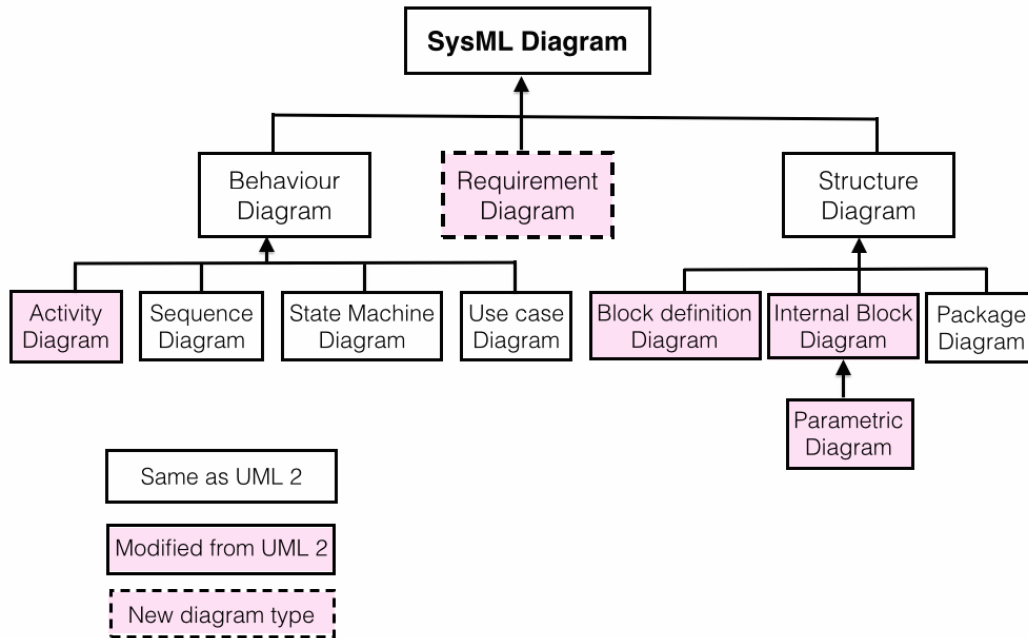 SysML Diagram
Behaviour
Diagram
Requirement
Diagram
Structure
Diagram
Activity
Diagram
Sequence
Diagram
State Machine
Diagram
Use case
Diagram
Block definition
Diagram
Internal Block
Diagram
Package
Diagram
Parametric
Diagram
Same as UML 2
Modified from UML 2
New diagram type